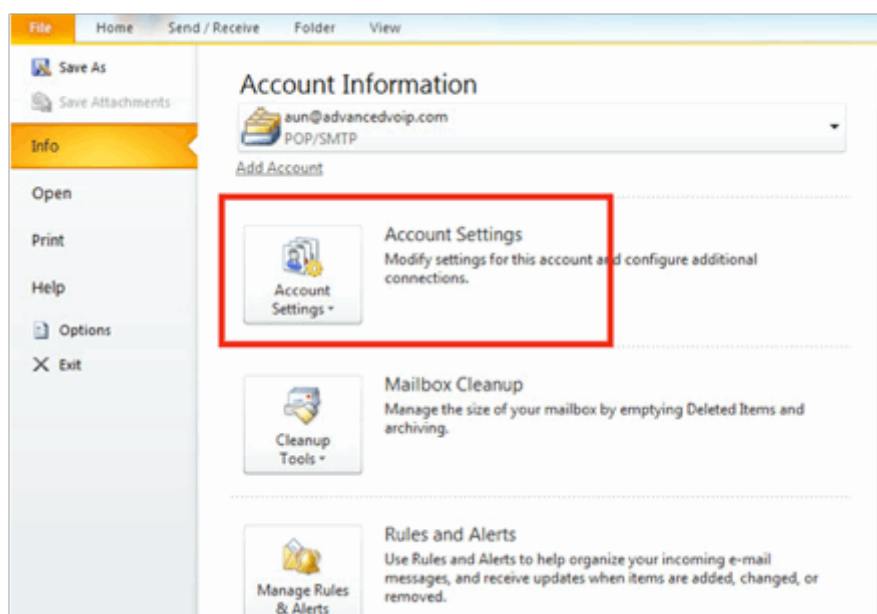 File Home Send / Receive Folder View
Save As
Save Attachments
Info
Open
Print
Help
Options
Exit
Account Information
aun@advancedvoip.com
POP/SMTP
Add Account
Account
Settings
Account Settings
Modify settings for this account and configure additional
connections.
Cleanup
Tools
Mailbox Cleanup
Manage the size of your mailbox by emptying Deleted Items and
archiving.
Manage Rules
& Alerts
Rules and Alerts
Use Rules and Alerts to help organize your incoming e-mail
messages, and receive updates when items are added, changed, or
removed.